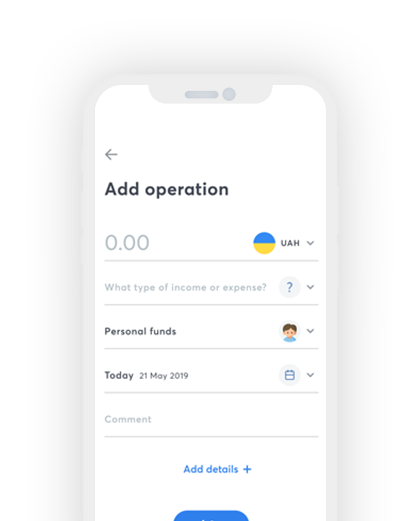 Add operation
0.00 UAH
What type of income or expense? ?
Personal funds
Today 21 May 2019
Comment
Add details +